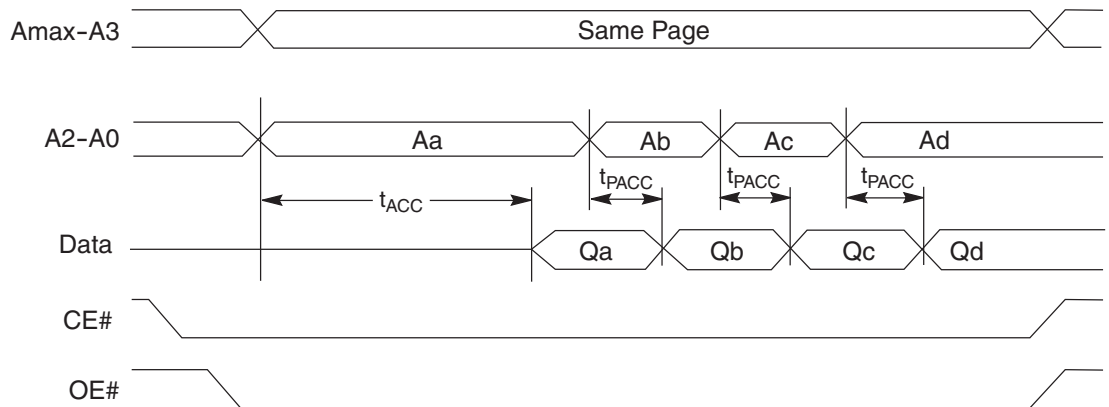 Amax-A3 Same Page
A2-A0 Aa Ab Ac Ad
tACC tPACC tPACC tPACC
Data Qa Qb Qc Qd
CE#
OE#